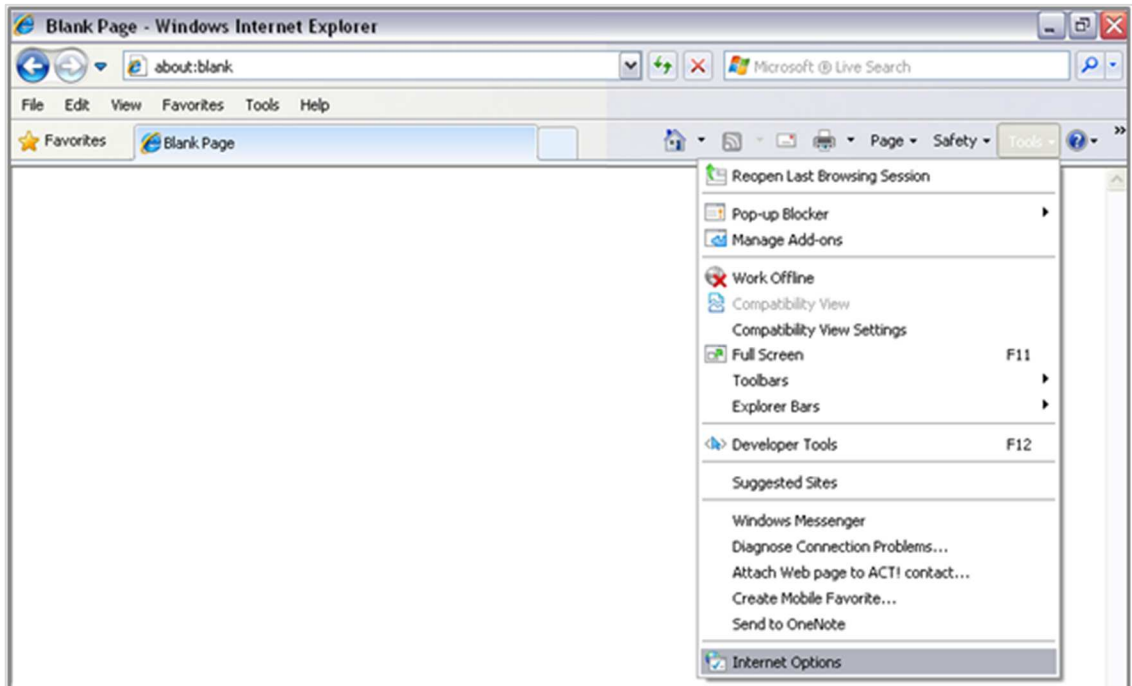 Blank Page - Windows Internet Explorer
about:blank
Microsoft ® Live Search
File Edit View Favorites Tools Help
Favorites Blank Page Page Safety Tools
Reopen Last Browsing Session
Pop-up Blocker
Manage Add-ons
Work Offline
Compatibility View
Compatibility View Settings
Full Screen F11
Toolbars
Explorer Bars
Developer Tools F12
Suggested Sites
Windows Messenger
Diagnose Connection Problems...
Attach Web page to ACT! contact...
Create Mobile Favorite...
Send to OneNote
Internet Options